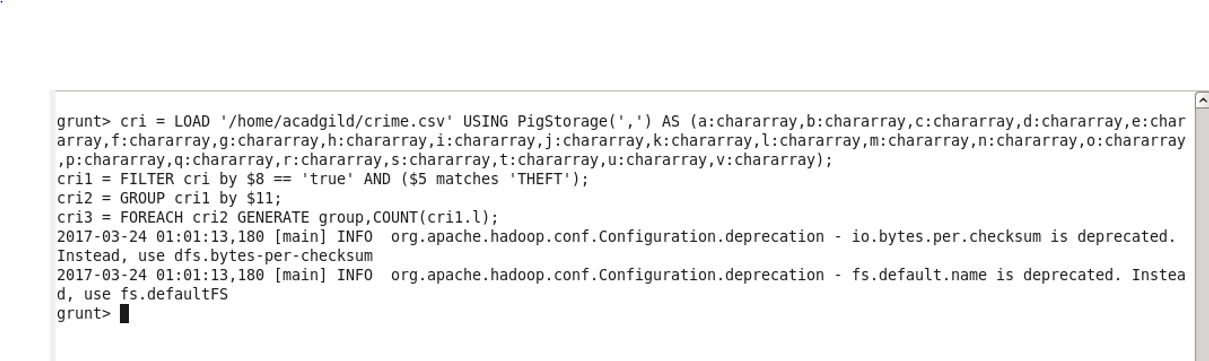 grunt> cri = LOAD '/home/acadgild/crime.csv' USING PigStorage(',') AS (a:chararray,b:chararray,c:chararray,d:chararray,e:char
array,f:chararray,g:chararray,h:chararray,i:chararray,j:chararray,k:chararray,l:chararray,m:chararray,n:chararray,o:chararray
,p:chararray,q:chararray,r:chararray,s:chararray,t:chararray,u:chararray,v:chararray);
cri1 = FILTER cri by $8 == 'true' AND ($5 matches 'THEFT');
cri2 = GROUP cri1 by $11;
cri3 = FOREACH cri2 GENERATE group,COUNT(cri1.l);
2017-03-24 01:01:13,180 [main] INFO  org.apache.hadoop.conf.Configuration.deprecation - io.bytes.per.checksum is deprecated.
Instead, use dfs.bytes-per-checksum
2017-03-24 01:01:13,180 [main] INFO  org.apache.hadoop.conf.Configuration.deprecation - fs.default.name is deprecated. Instea
d, use fs.defaultFS
grunt>